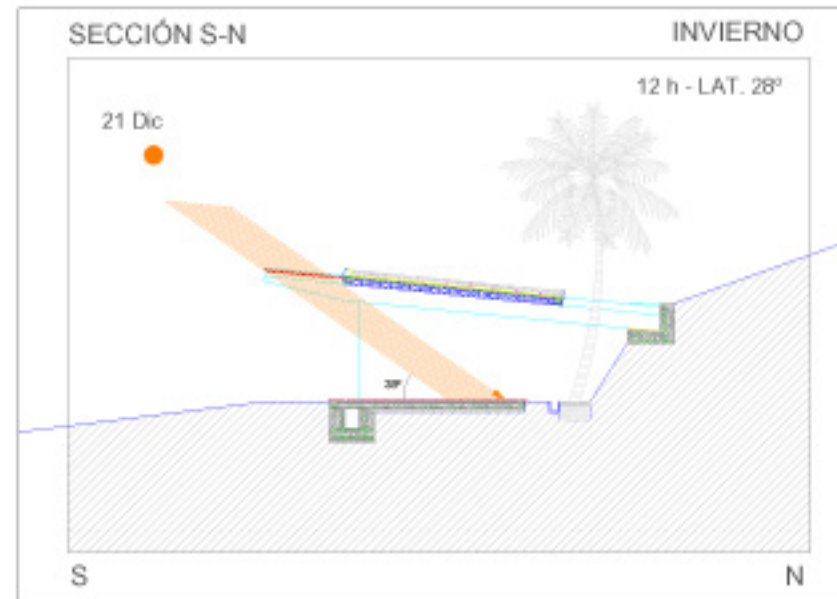 SECCIÓN S-N
INVIERNO
12 h - LAT. 28º
21 Dic
S
N